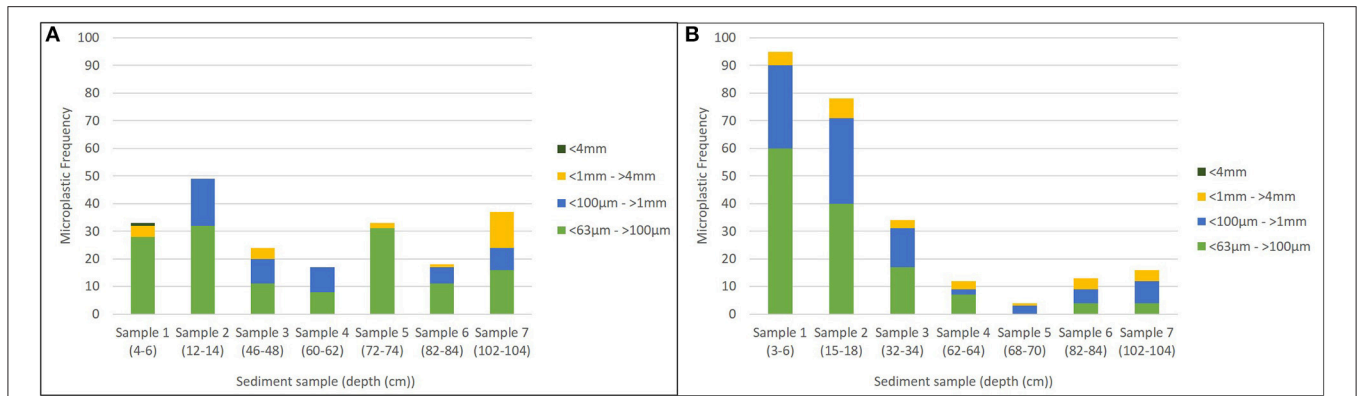 A
100
90
80
70
60
50
40
30
20
10
0
Microplastic Frequency
Sample 1 Sample 2 Sample 3 Sample 4 Sample 5 Sample 6 Sample 7
(4-6) (12-14) (46-48) (60-62) (72-74) (82-84) (102-104)
Sediment sample (depth (cm))
<4mm
<1mm - >4mm
<100µm - >1mm
<63µm - >100µm
B
100
90
80
70
60
50
40
30
20
10
0
Microplastic Frequency
Sample 1 Sample 2 Sample 3 Sample 4 Sample 5 Sample 6 Sample 7
(3-6) (15-18) (32-34) (62-64) (68-70) (82-84) (102-104)
Sediment sample (depth (cm))
<4mm
<1mm - >4mm
<100µm - >1mm
<63µm - >100µm